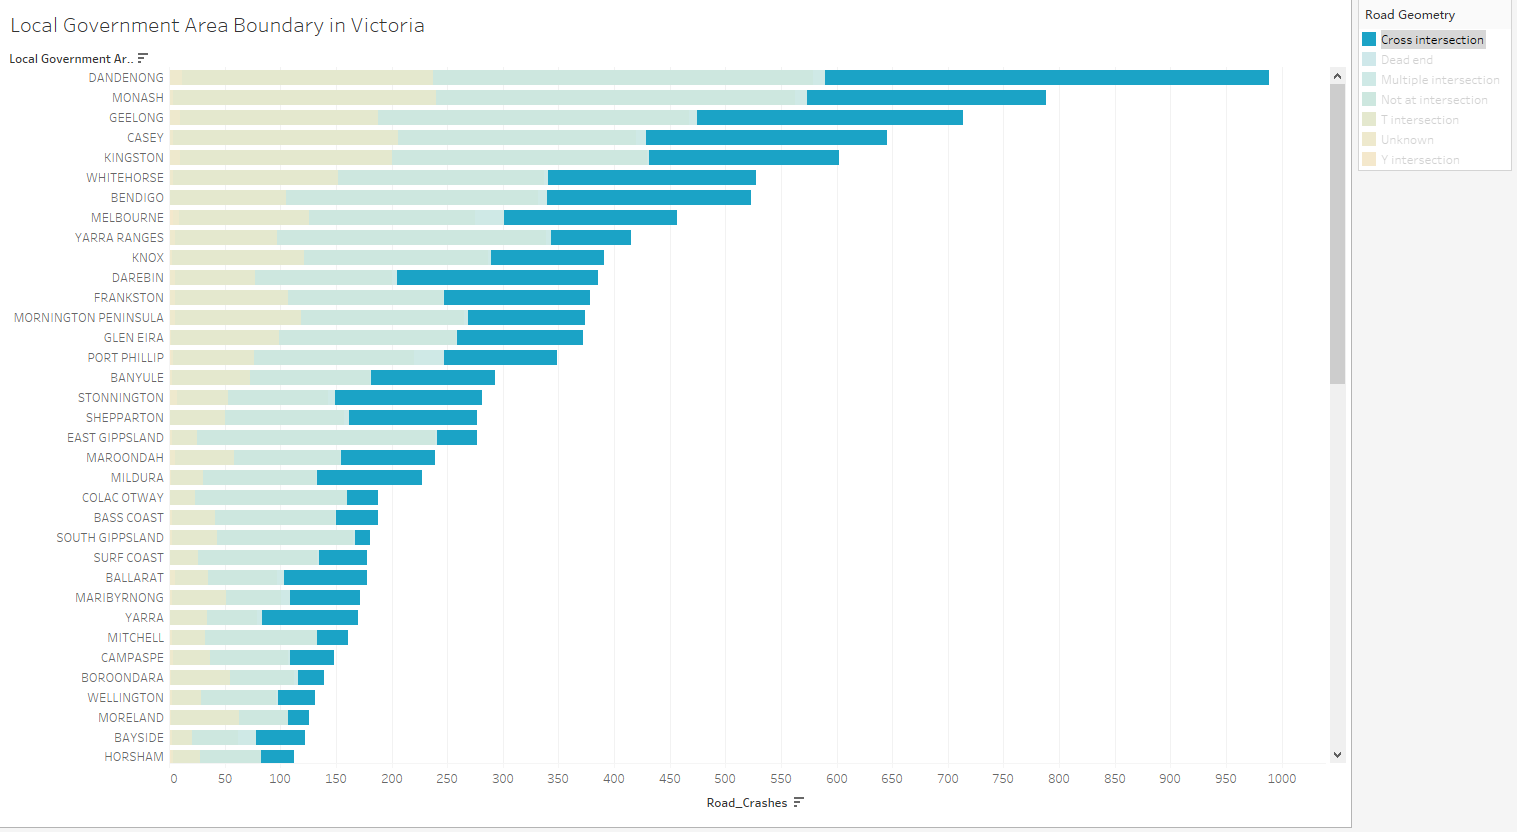 Local Government Area Boundary in Victoria
Local Government Ar..
DANDENONG
MONASH
GEELONG
CASEY
KINGSTON
WHITEHORSE
BENDIGO
MELBOURNE
YARRA RANGES
KNOX
DAREBIN
FRANKSTON
MORNINGTON PENINSULA
GLEN EIRA
PORT PHILLIP
BANYULE
STONNINGTON
SHEPPARTON
EAST GIPPSLAND
MAROONDAH
MILDURA
COLAC OTWAY
BASS COAST
SOUTH GIPPSLAND
SURF COAST
BALLARAT
MARIBYRNONG
YARRA
MITCHELL
CAMPASPE
BOROONDARA
WELLINGTON
MORELAND
BAYSIDE
HORSHAM
0 50 100 150 200 250 300 350 400 450 500 550 600 650 700 750 800 850 900 950 1000
Road_Crashes
Road Geometry
Cross intersection
Dead end
Multiple intersection
Not at intersection
T intersection
Unknown
Y intersection